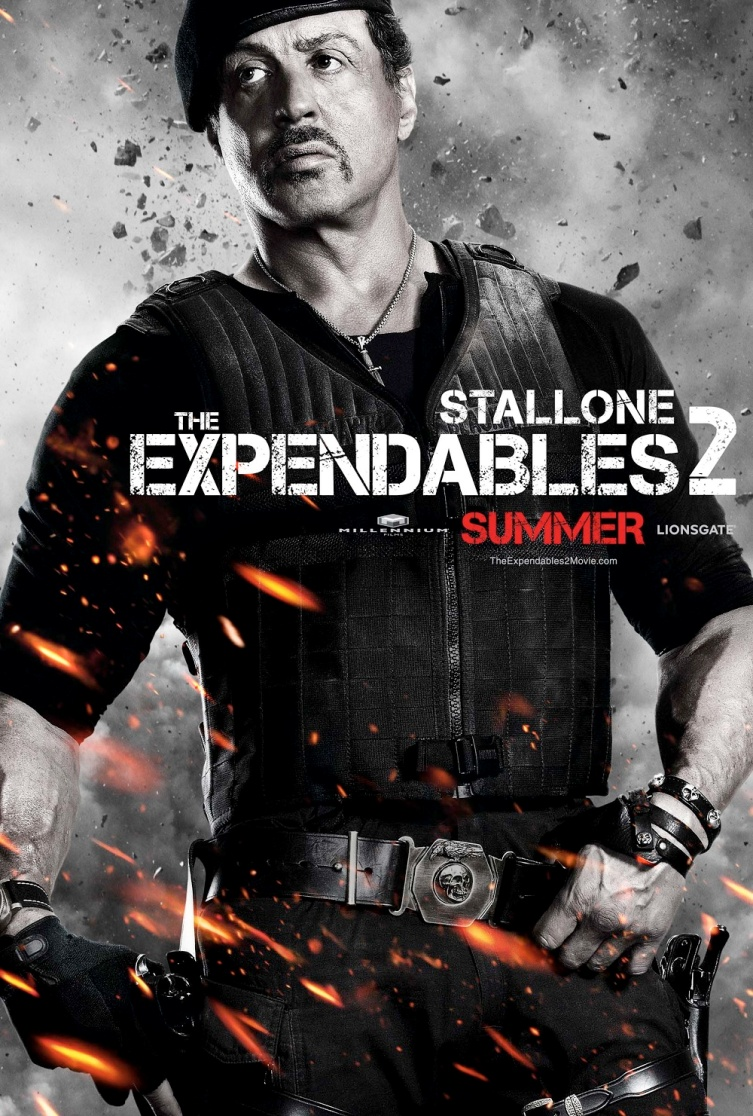 STALLONE
THE
EXPENDABLES 2
MILLENNIUM
FILMS
SUMMER
LIONSGATE
TheExpendables2Movie.com